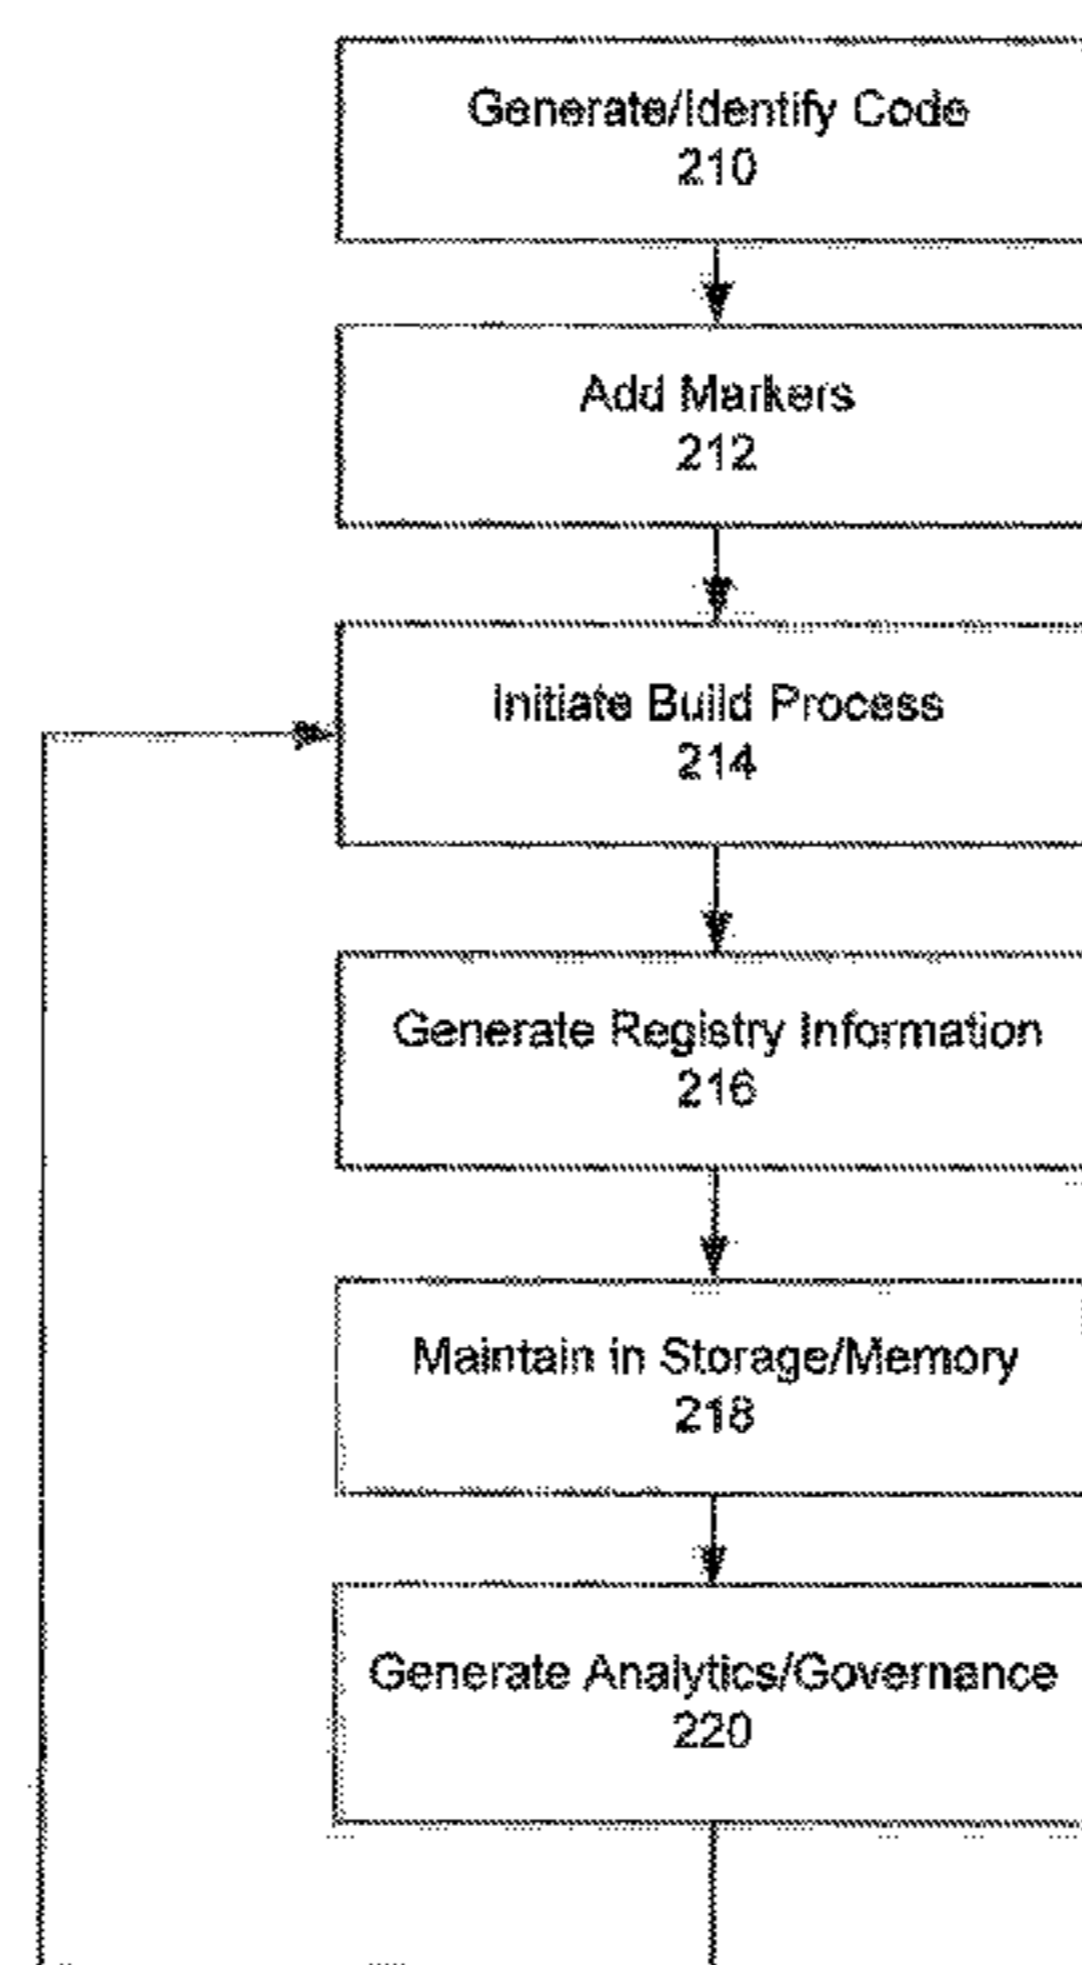 Generate/Identify Code
210
Add Markers
212
Initiate Build Process
214
Generate Registry Information
216
Maintain in Storage/Memory
218
Generate Analytics/Governance
220